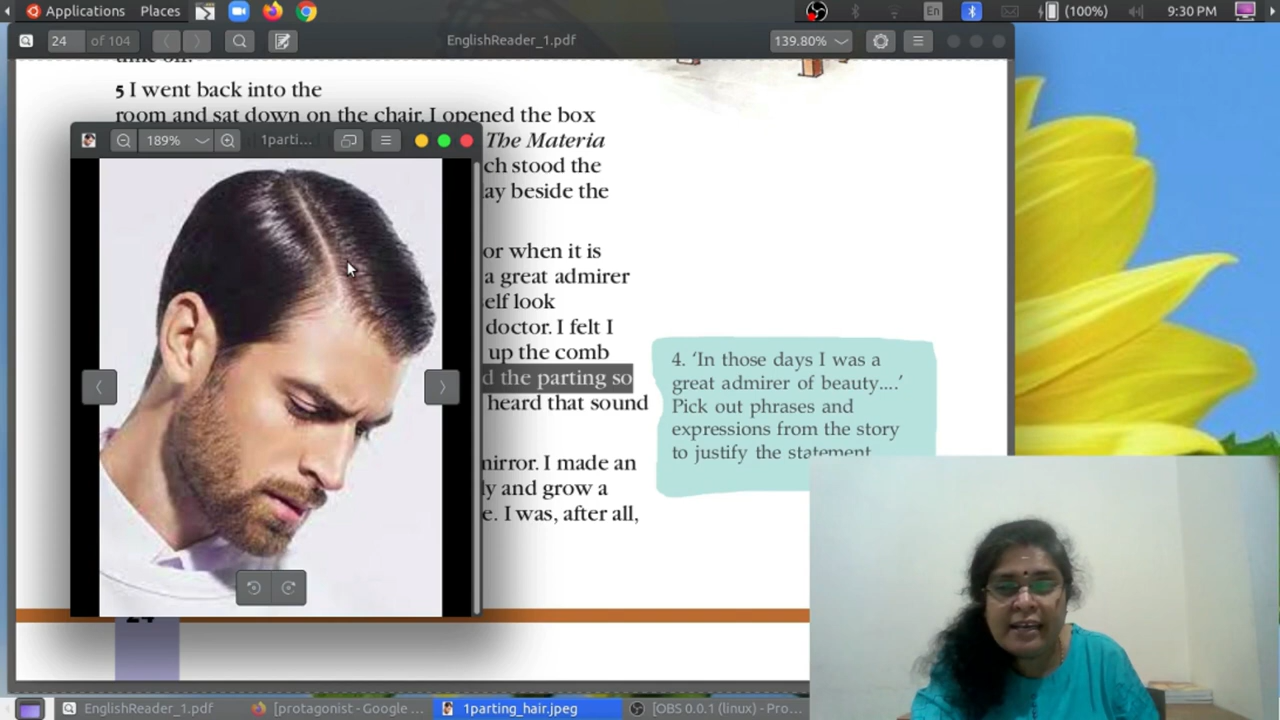 Applications Places En (100%) 9:30 PM
24 of 104 EnglishReader_1.pdf 139.80%
time off.
5 I went back into the
room and sat down on the chair. I opened the box
189% 1parti... The Materia
ch stood the
ay beside the
or when it is
a great admirer
elf look
doctor. I felt I
up the comb
d the parting so
heard that sound
mirror. I made an
ly and grow a
e. I was, after all,
4. ‘In those days I was a
great admirer of beauty....’
Pick out phrases and
expressions from the story
to justify the statement
24
EnglishReader_1.pdf [protagonist - Google ... 1parting_hair.jpeg [OBS 0.0.1 (linux) - Pro...